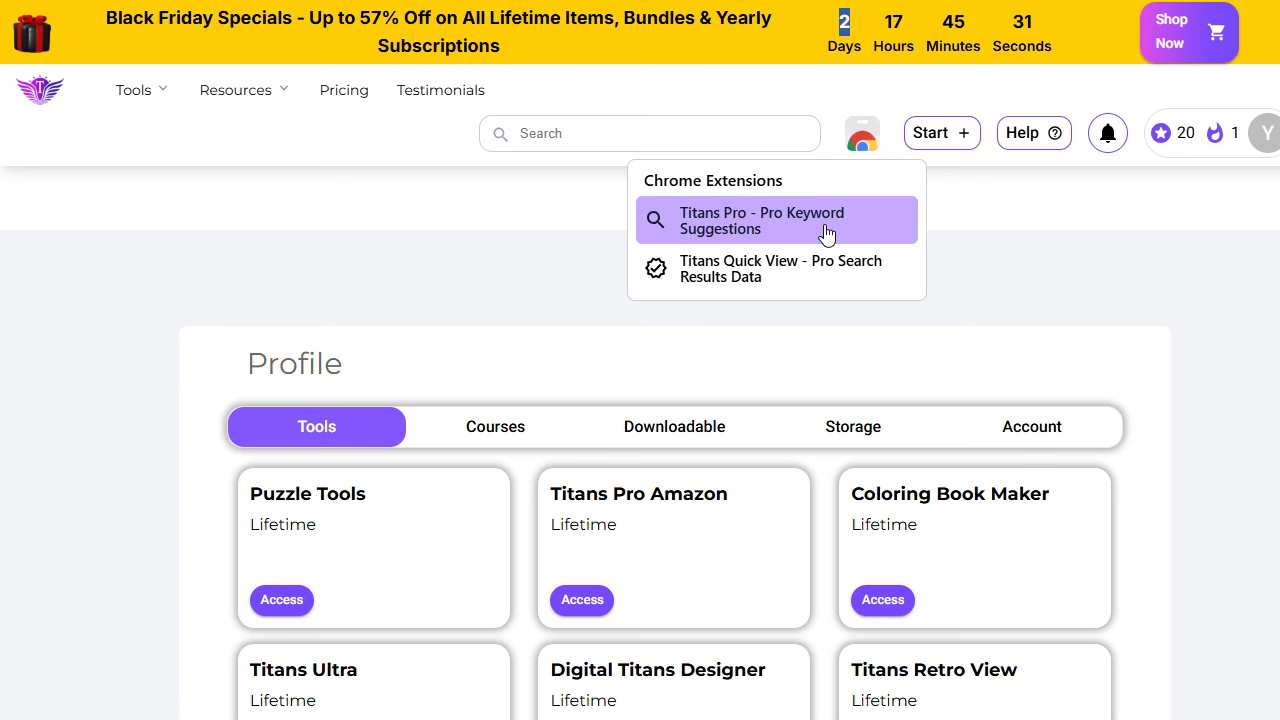 Black Friday Specials - Up to 57% Off on All Lifetime Items, Bundles & Yearly
Subscriptions
2 17 45 31
Days Hours Minutes Seconds
Shop
Now
Tools Resources Pricing Testimonials
Search
Start +
Help
20 1 Y
Chrome Extensions
Titans Pro - Pro Keyword
Suggestions
Titans Quick View - Pro Search
Results Data
Profile
Tools Courses Downloadable Storage Account
Puzzle Tools Titans Pro Amazon Coloring Book Maker
Lifetime Lifetime Lifetime
Access Access Access
Titans Ultra Digital Titans Designer Titans Retro View
Lifetime Lifetime Lifetime